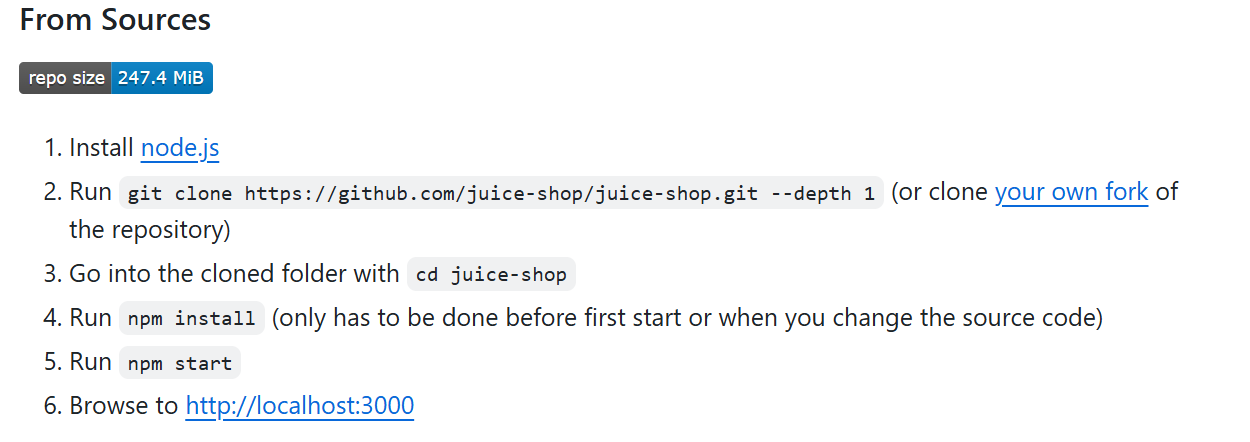 From Sources
repo size 247.4 MiB
1. Install node.js
2. Run git clone https://github.com/juice-shop/juice-shop.git --depth 1 (or clone your own fork of
the repository)
3. Go into the cloned folder with cd juice-shop
4. Run npm install (only has to be done before first start or when you change the source code)
5. Run npm start
6. Browse to http://localhost:3000